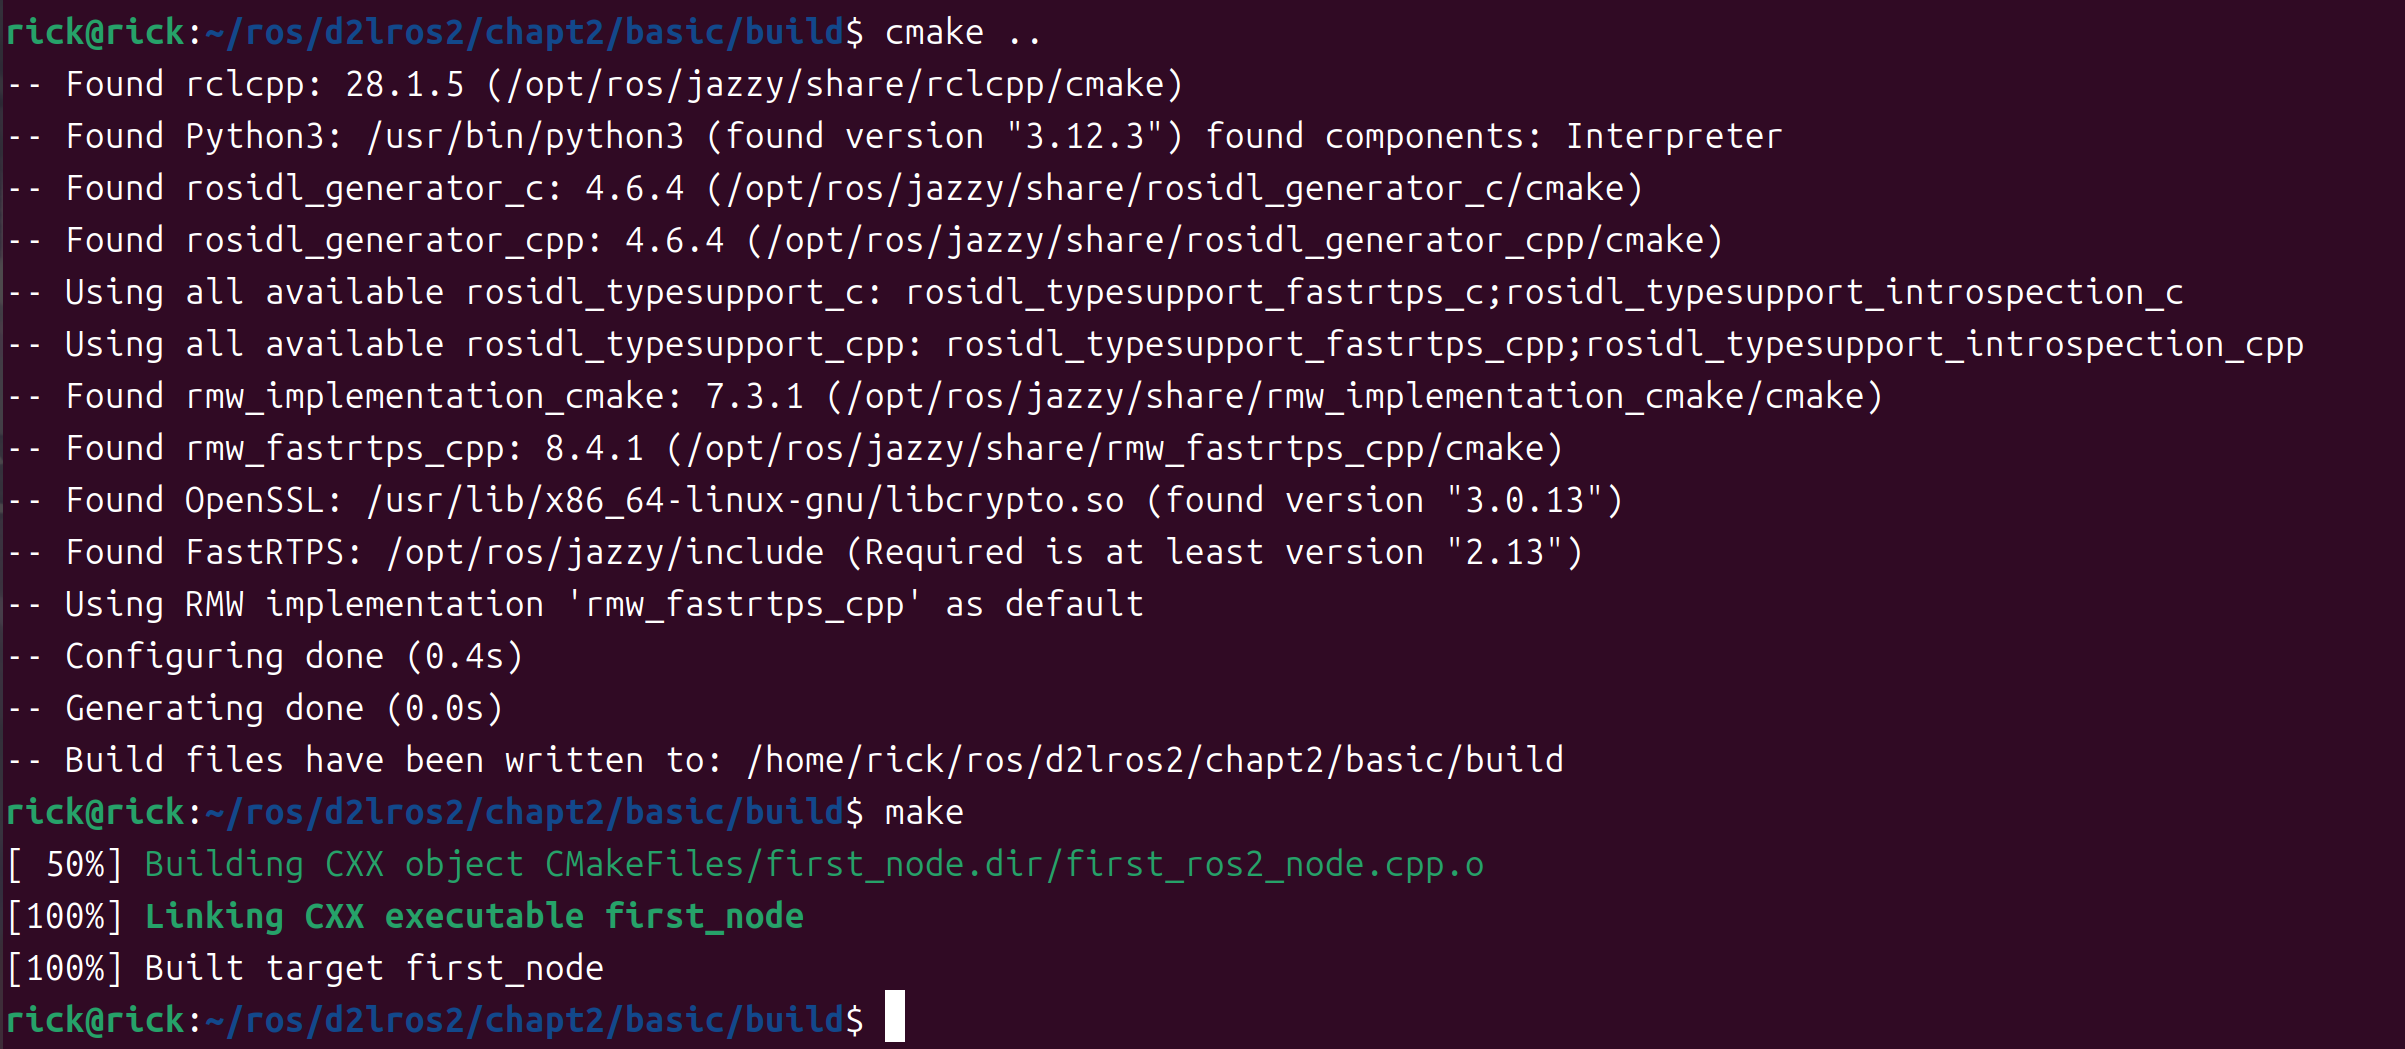 rick@rick:~/ros/d2lros2/chapt2/basic/build$ cmake ..
-- Found rclcpp: 28.1.5 (/opt/ros/jazzy/share/rclcpp/cmake)
-- Found Python3: /usr/bin/python3 (found version "3.12.3") found components: Interpreter
-- Found rosidl_generator_c: 4.6.4 (/opt/ros/jazzy/share/rosidl_generator_c/cmake)
-- Found rosidl_generator_cpp: 4.6.4 (/opt/ros/jazzy/share/rosidl_generator_cpp/cmake)
-- Using all available rosidl_typesupport_c: rosidl_typesupport_fastrtps_c;rosidl_typesupport_introspection_c
-- Using all available rosidl_typesupport_cpp: rosidl_typesupport_fastrtps_cpp;rosidl_typesupport_introspection_cpp
-- Found rmw_implementation_cmake: 7.3.1 (/opt/ros/jazzy/share/rmw_implementation_cmake/cmake)
-- Found rmw_fastrtps_cpp: 8.4.1 (/opt/ros/jazzy/share/rmw_fastrtps_cpp/cmake)
-- Found OpenSSL: /usr/lib/x86_64-linux-gnu/libcrypto.so (found version "3.0.13")
-- Found FastRTPS: /opt/ros/jazzy/include (Required is at least version "2.13")
-- Using RMW implementation 'rmw_fastrtps_cpp' as default
-- Configuring done (0.4s)
-- Generating done (0.0s)
-- Build files have been written to: /home/rick/ros/d2lros2/chapt2/basic/build
rick@rick:~/ros/d2lros2/chapt2/basic/build$ make
[ 50%] Building CXX object CMakeFiles/first_node.dir/first_ros2_node.cpp.o
[100%] Linking CXX executable first_node
[100%] Built target first_node
rick@rick:~/ros/d2lros2/chapt2/basic/build$